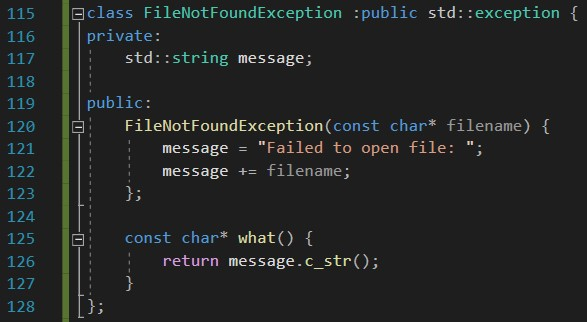 115 class FileNotFoundException :public std::exception {
116 private:
117     std::string message;
118
119 public:
120     FileNotFoundException(const char* filename) {
121         message = "Failed to open file: ";
122         message += filename;
123     };
124
125     const char* what() {
126         return message.c_str();
127     }
128 };